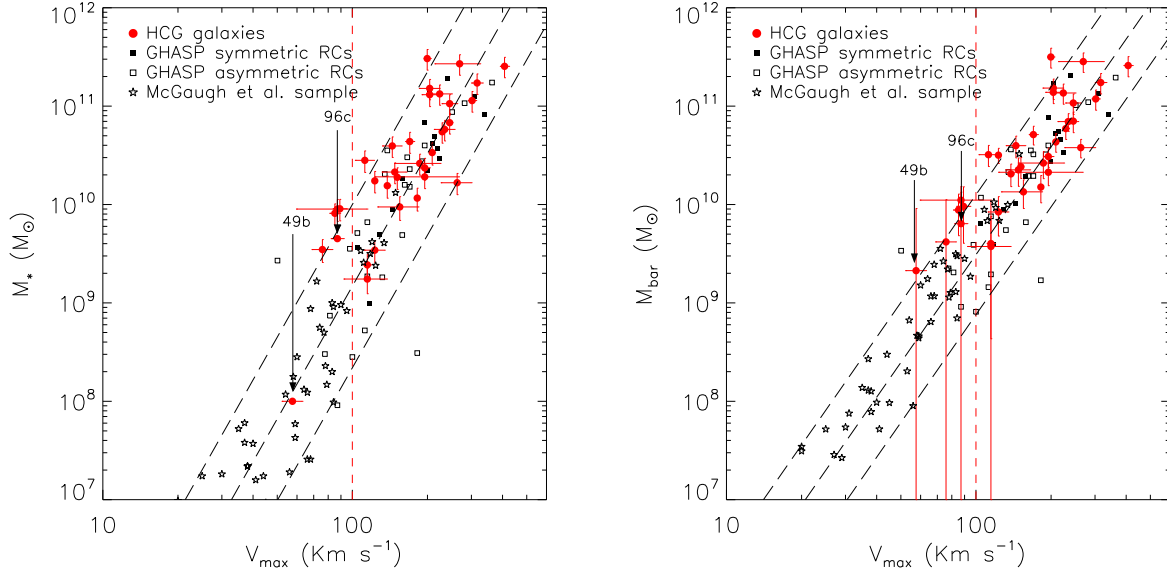 HCG galaxies
GHASP symmetric RCs
GHASP asymmetric RCs
McGaugh et al. sample
96c
49b
10¹²
10¹¹
10¹⁰
10⁹
10⁸
10⁷
M* (M⊙)
10
100
Vmax (Km s⁻¹)
HCG galaxies
GHASP symmetric RCs
GHASP asymmetric RCs
McGaugh et al. sample
96c
49b
10¹²
10¹¹
10¹⁰
10⁹
10⁸
10⁷
Mbar (M⊙)
10
100
Vmax (Km s⁻¹)